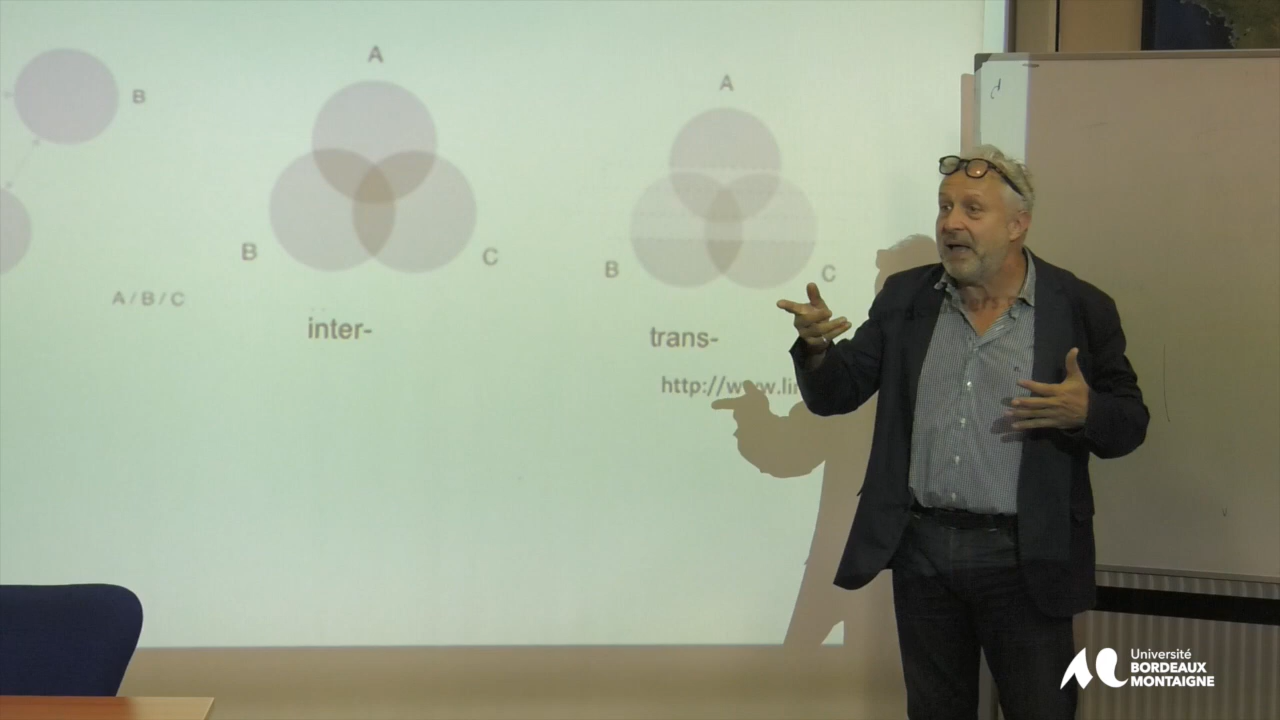 A
A
B
B
C
B
C
A / B / C
inter-
trans-
http://www.li
Université
BORDEAUX
MONTAIGNE